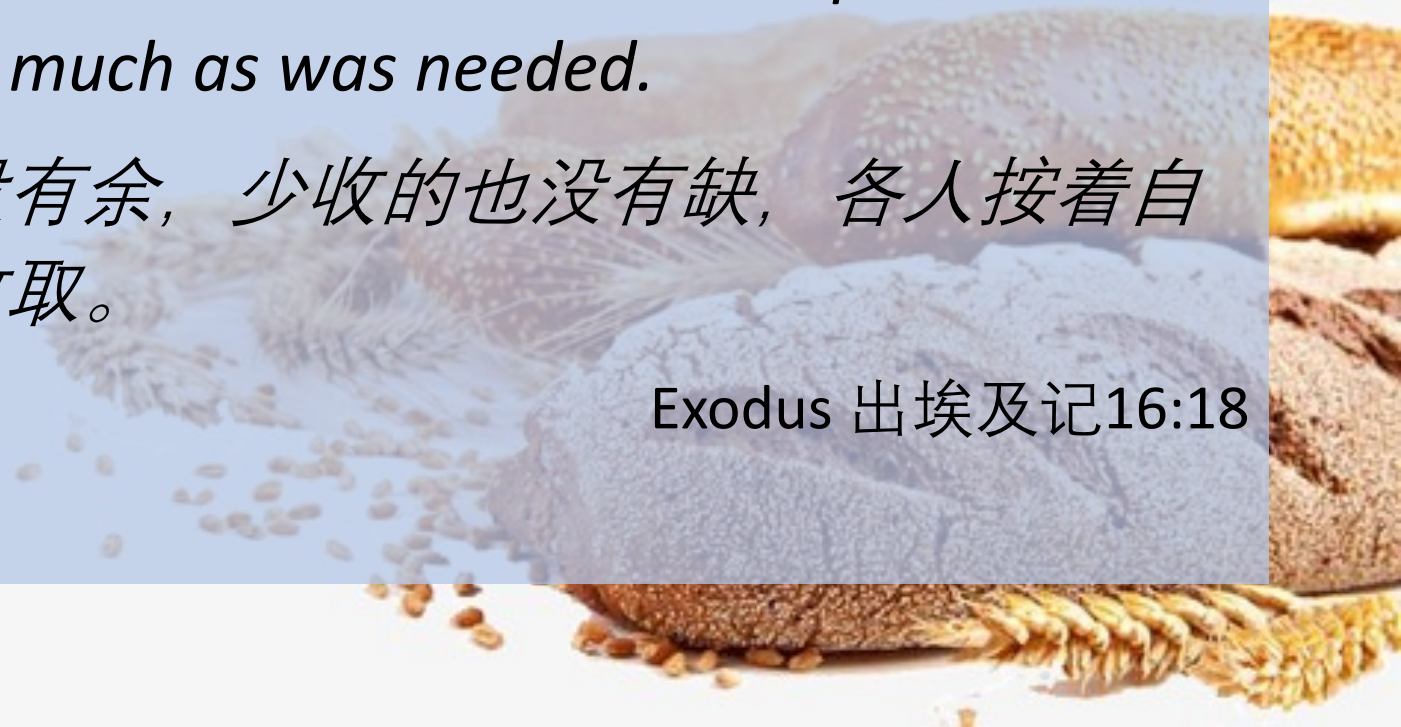 much as was needed.
有余, 少收的也没有缺, 各人按着自
取。
Exodus 出埃及记16:18